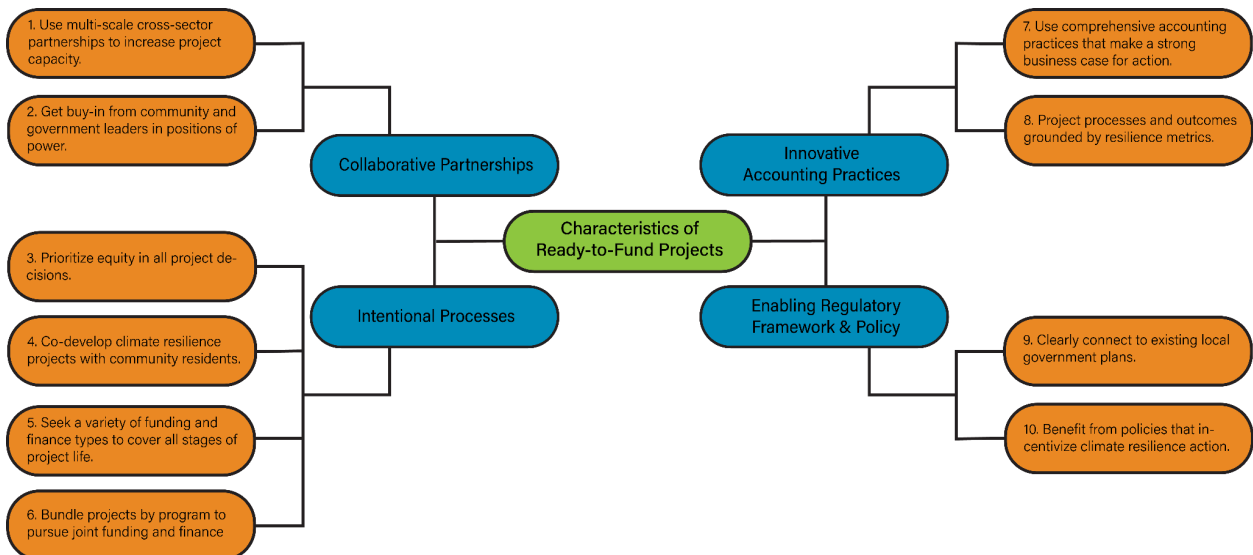 1. Use multi-scale cross-sector
partnerships to increase project
capacity.
2. Get buy-in from community and
government leaders in positions of
power.
Collaborative Partnerships
3. Prioritize equity in all project de-
cisions.
4. Co-develop climate resilience
projects with community residents.
5. Seek a variety of funding and
finance types to cover all stages of
project life.
6. Bundle projects by program to
pursue joint funding and finance
Intentional Processes
Characteristics of
Ready-to-Fund Projects
7. Use comprehensive accounting
practices that make a strong
business case for action.
8. Project processes and outcomes
grounded by resilience metrics.
Innovative
Accounting Practices
Enabling Regulatory
Framework & Policy
9. Clearly connect to existing local
government plans.
10. Benefit from policies that in-
centivize climate resilience action.